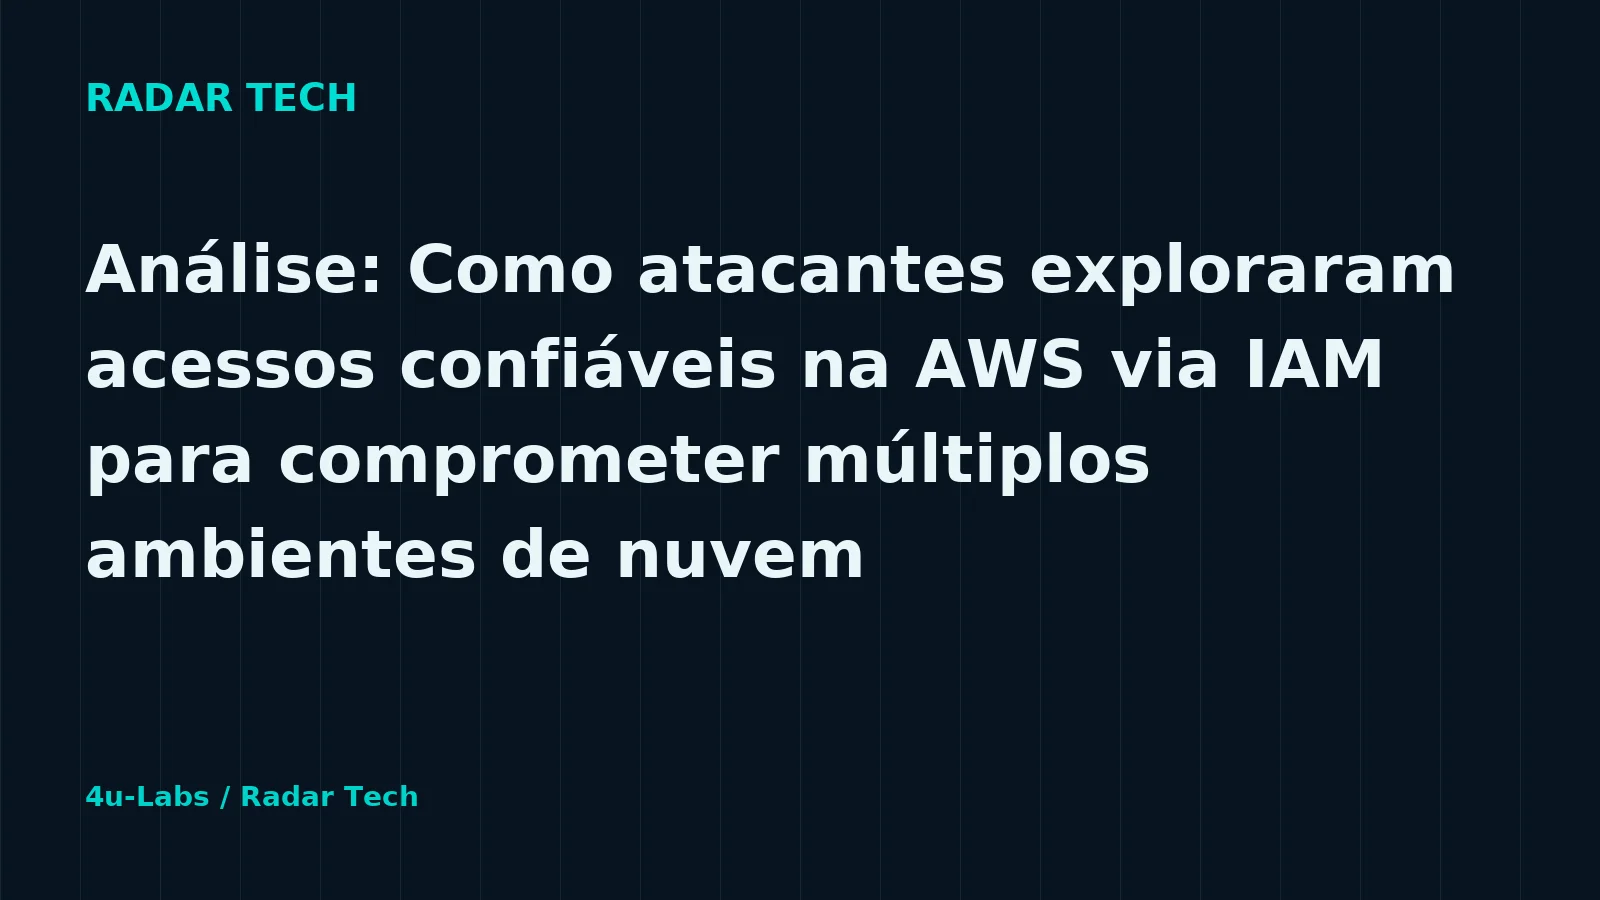 RADAR TECH
Análise: Como atacantes exploraram
acessos confiáveis na AWS via IAM
para comprometer múltiplos
ambientes de nuvem
4u-Labs / Radar Tech